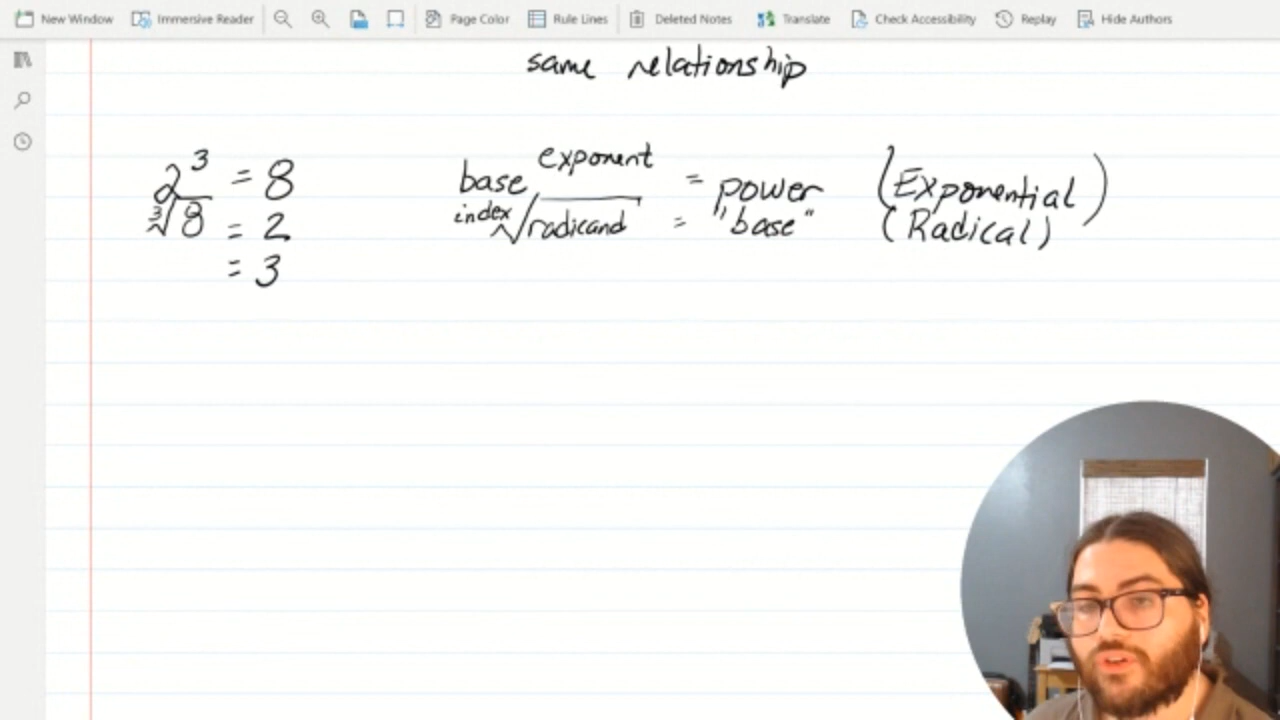 New Window Immersive Reader Page Color Rule Lines Deleted Notes Translate Check Accessibility Replay Hide Authors
same relationship
2³ = 8 base exponent = power (Exponential)
∛8 = 2 index√radicand = "base" (Radical)
= 3